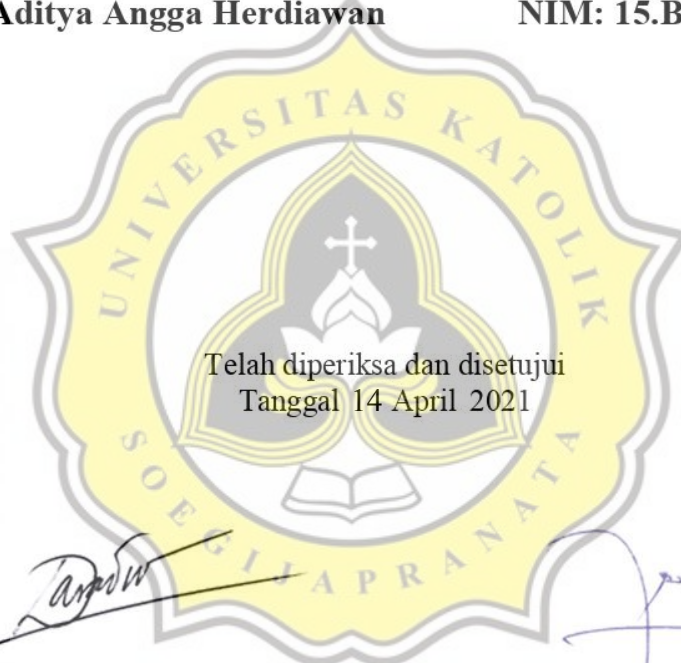 Aditya Angga Herdiawan NIM: 15.B
UNIVERSITAS KATOLIK
Telah diperiksa dan disetujui
Tanggal 14 April 2021
SOEGIJAPRANATA